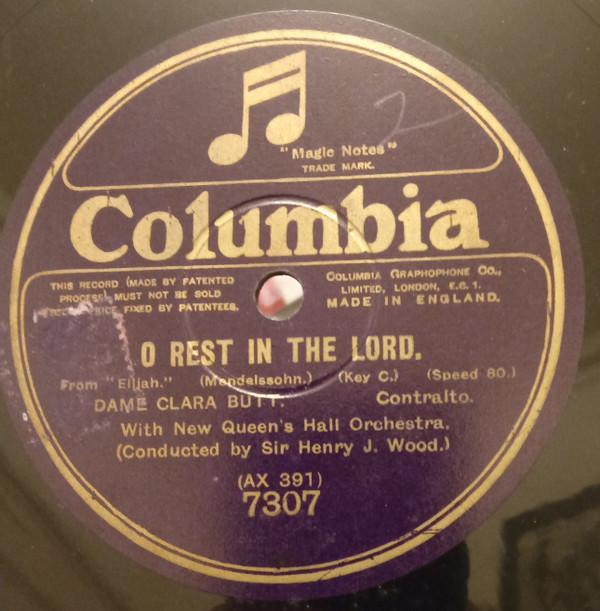 2
"Magic Notes"
TRADE MARK.
Columbia
THIS RECORD (MADE BY PATENTED
PROCESS) MUST NOT BE SOLD
PRICE FIXED BY PATENTEES.
COLUMBIA GRAPHOPHONE CO.,
LIMITED, LONDON, E.C. 1.
MADE IN ENGLAND.
O REST IN THE LORD.
From "Elijah." (Mendelssohn.) (Key C.) (Speed 80.)
DAME CLARA BUTT. Contralto.
With New Queen's Hall Orchestra.
(Conducted by Sir Henry J. Wood.)
(AX 391)
7307